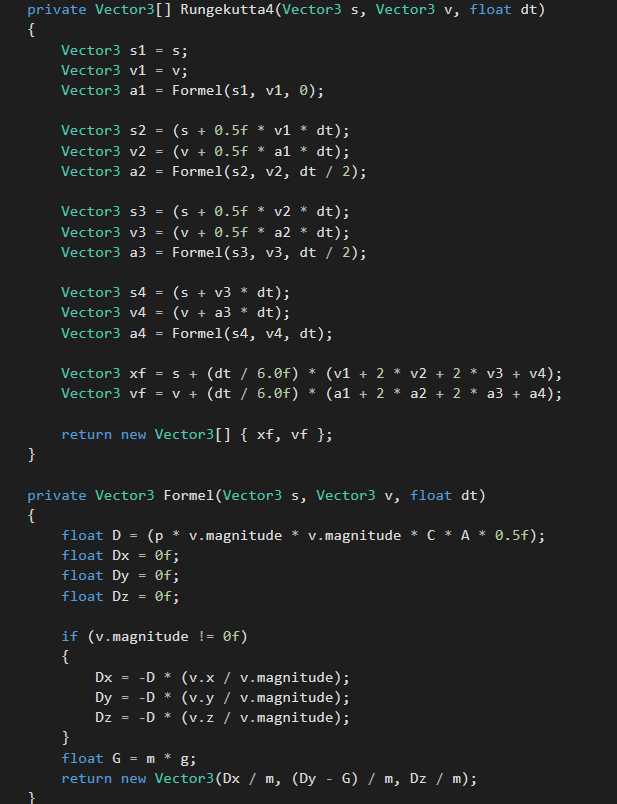 private Vector3[] Rungekutta4(Vector3 s, Vector3 v, float dt)
{
Vector3 s1 = s;
Vector3 v1 = v;
Vector3 a1 = Formel(s1, v1, 0);
Vector3 s2 = (s + 0.5f * v1 * dt);
Vector3 v2 = (v + 0.5f * a1 * dt);
Vector3 a2 = Formel(s2, v2, dt / 2);
Vector3 s3 = (s + 0.5f * v2 * dt);
Vector3 v3 = (v + 0.5f * a2 * dt);
Vector3 a3 = Formel(s3, v3, dt / 2);
Vector3 s4 = (s + v3 * dt);
Vector3 v4 = (v + a3 * dt);
Vector3 a4 = Formel(s4, v4, dt);
Vector3 xf = s + (dt / 6.0f) * (v1 + 2 * v2 + 2 * v3 + v4);
Vector3 vf = v + (dt / 6.0f) * (a1 + 2 * a2 + 2 * a3 + a4);
return new Vector3[] { xf, vf };
}
private Vector3 Formel(Vector3 s, Vector3 v, float dt)
{
float D = (p * v.magnitude * v.magnitude * C * A * 0.5f);
float Dx = 0f;
float Dy = 0f;
float Dz = 0f;
if (v.magnitude != 0f)
{
Dx = -D * (v.x / v.magnitude);
Dy = -D * (v.y / v.magnitude);
Dz = -D * (v.z / v.magnitude);
}
float G = m * g;
return new Vector3(Dx / m, (Dy - G) / m, Dz / m);
}